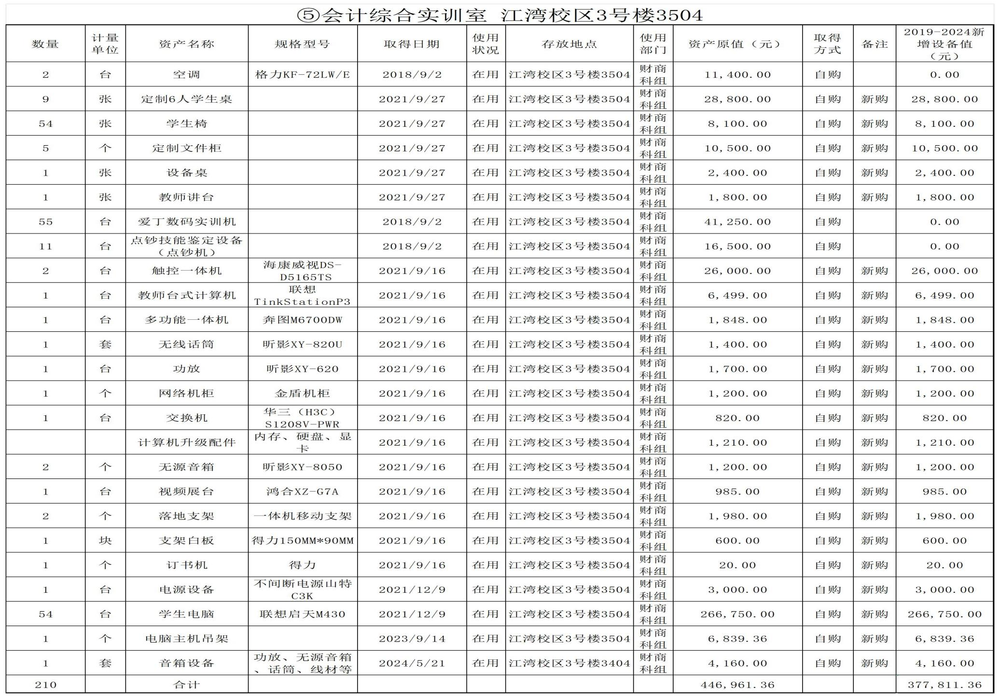 ⑤会计综合实训室 江湾校区3号楼3504
数量 计量单位 资产名称 规格型号 取得日期 使用状况 存放地点 使用部门 资产原值（元） 取得方式 备注 2019-2024新增设备值（元）
2 台 空调 格力KF-72LW/E 2018/9/2 在用 江湾校区3号楼3504 财商科组 11,400.00 自购 0.00
9 张 定制6人学生桌 2021/9/27 在用 江湾校区3号楼3504 财商科组 28,800.00 自购 新购 28,800.00
54 张 学生椅 2021/9/27 在用 江湾校区3号楼3504 财商科组 8,100.00 自购 新购 8,100.00
5 个 定制文件柜 2021/9/27 在用 江湾校区3号楼3504 财商科组 10,500.00 自购 新购 10,500.00
1 张 设备桌 2021/9/27 在用 江湾校区3号楼3504 财商科组 2,400.00 自购 新购 2,400.00
1 张 教师讲台 2021/9/27 在用 江湾校区3号楼3504 财商科组 1,800.00 自购 新购 1,800.00
55 台 爱丁数码实训机 2018/9/2 在用 江湾校区3号楼3504 财商科组 41,250.00 自购 0.00
11 台 点钞技能鉴定设备（点钞机） 2018/9/2 在用 江湾校区3号楼3504 财商科组 16,500.00 自购 0.00
2 台 触控一体机 海康威视DS-D5165TS 2021/9/16 在用 江湾校区3号楼3504 财商科组 26,000.00 自购 新购 26,000.00
1 台 教师台式计算机 联想TinkStationP3 2021/9/16 在用 江湾校区3号楼3504 财商科组 6,499.00 自购 新购 6,499.00
1 台 多功能一体机 奔图M6700DW 2021/9/16 在用 江湾校区3号楼3504 财商科组 1,848.00 自购 新购 1,848.00
1 套 无线话筒 昕影XY-820U 2021/9/16 在用 江湾校区3号楼3504 财商科组 1,400.00 自购 新购 1,400.00
1 台 功放 昕影XY-620 2021/9/16 在用 江湾校区3号楼3504 财商科组 1,700.00 自购 新购 1,700.00
1 个 网络机柜 金盾机柜 2021/9/16 在用 江湾校区3号楼3504 财商科组 1,200.00 自购 新购 1,200.00
1 台 交换机 华三（H3C）S1208V-PWR 2021/9/16 在用 江湾校区3号楼3504 财商科组 820.00 自购 新购 820.00
计算机升级配件 内存、硬盘、显卡 2021/9/16 在用 江湾校区3号楼3504 财商科组 1,210.00 自购 新购 1,210.00
2 个 无源音箱 昕影XY-8050 2021/9/16 在用 江湾校区3号楼3504 财商科组 1,200.00 自购 新购 1,200.00
1 台 视频展台 鸿合XZ-G7A 2021/9/16 在用 江湾校区3号楼3504 财商科组 985.00 自购 新购 985.00
2 个 落地支架 一体机移动支架 2021/9/16 在用 江湾校区3号楼3504 财商科组 1,980.00 自购 新购 1,980.00
1 块 支架白板 得力150MM*90MM 2021/9/16 在用 江湾校区3号楼3504 财商科组 600.00 自购 新购 600.00
1 个 订书机 得力 2021/9/16 在用 江湾校区3号楼3504 财商科组 20.00 自购 新购 20.00
1 台 电源设备 不间断电源山特C3K 2021/12/9 在用 江湾校区3号楼3504 财商科组 3,000.00 自购 新购 3,000.00
54 台 学生电脑 联想启天M430 2021/12/9 在用 江湾校区3号楼3504 财商科组 266,750.00 自购 新购 266,750.00
1 个 电脑主机吊架 2023/9/14 在用 江湾校区3号楼3504 财商科组 6,839.36 自购 新购 6,839.36
1 套 音箱设备 功放、无源音箱、话筒、线材等 2024/5/21 在用 江湾校区3号楼3404 财商科组 4,160.00 自购 新购 4,160.00
210 合计 446,961.36 377,811.36